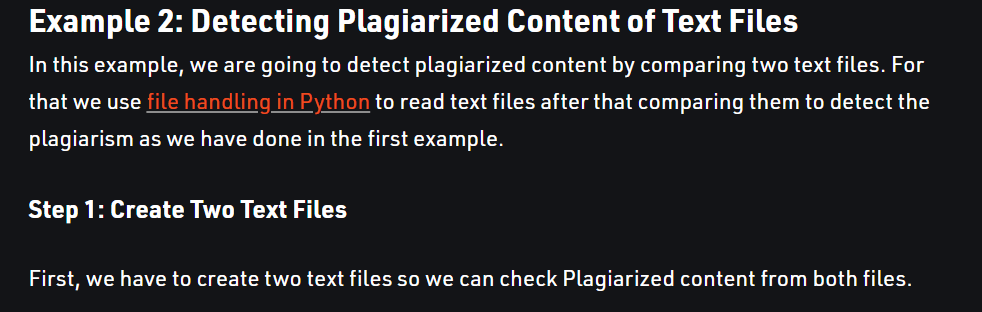 Example 2: Detecting Plagiarized Content of Text Files
In this example, we are going to detect plagiarized content by comparing two text files. For
that we use file handling in Python to read text files after that comparing them to detect the
plagiarism as we have done in the first example.
Step 1: Create Two Text Files
First, we have to create two text files so we can check Plagiarized content from both files.